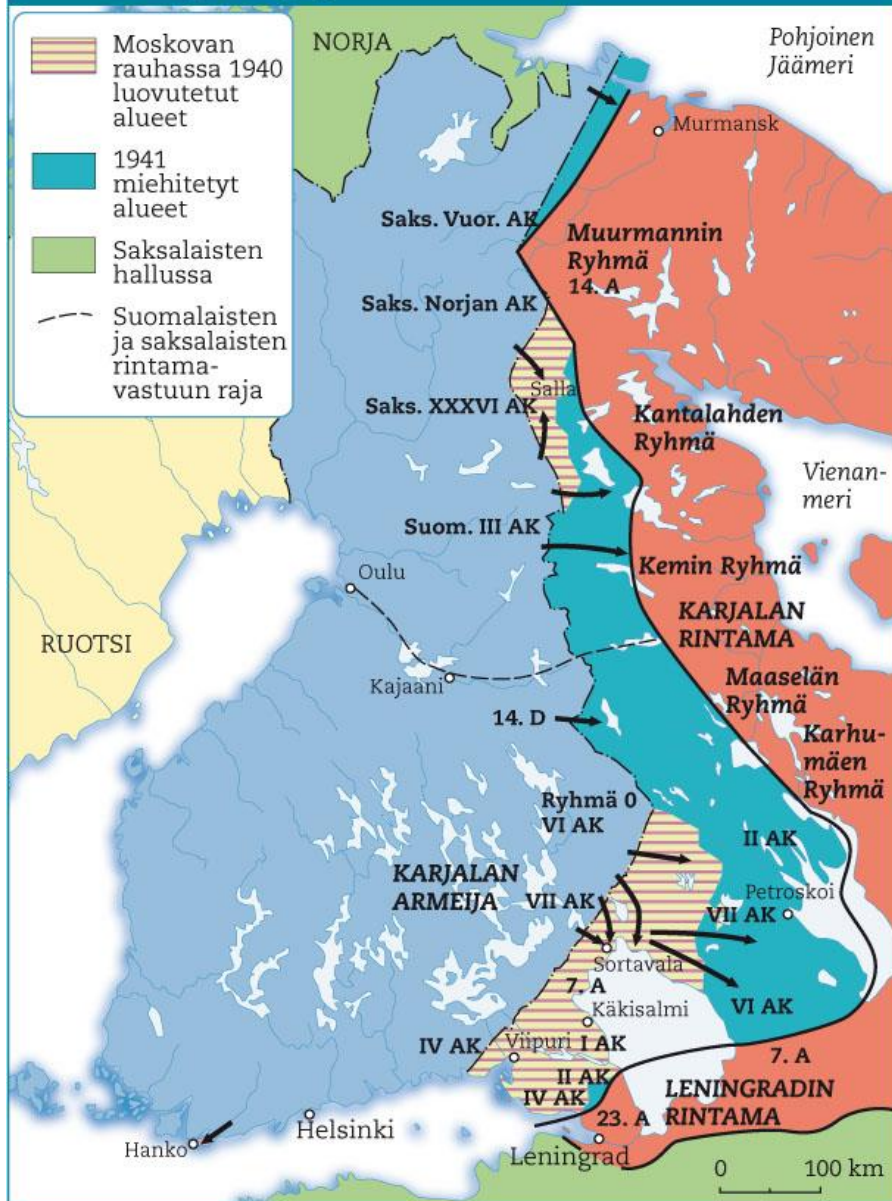 Moskovan
rauhassa 1940
luovutetut
alueet
1941
miehitetyt
alueet
Saksalaisten
hallussa
Suomalaisten
ja saksalaisten
rintama-
vastuun raja
NORJA
Pohjoinen
Jäämeri
Murmansk
Saks. Vuor. AK
Muurmannin
Ryhmä
14. A
Saks. Norjan AK
Salla
Saks. XXXVI AK
Kantalahden
Ryhmä
Vienan-
meri
Suom. III AK
Kemin Ryhmä
Oulu
KARJALAN
RINTAMA
RUOTSI
Kajaani
Maaselän
Ryhmä
14. D
Karhu-
mäen
Ryhmä
Ryhmä 0
VI AK
II AK
KARJALAN
ARMEIJA
VII AK
Petroskoi
VII AK
Sortavala
7. A
Käkisalmi
VI AK
IV AK
Viipuri
I AK
7. A
II AK
IV AK
23. A
LENINGRADIN
RINTAMA
Helsinki
Hanko
Leningrad
0 100 km